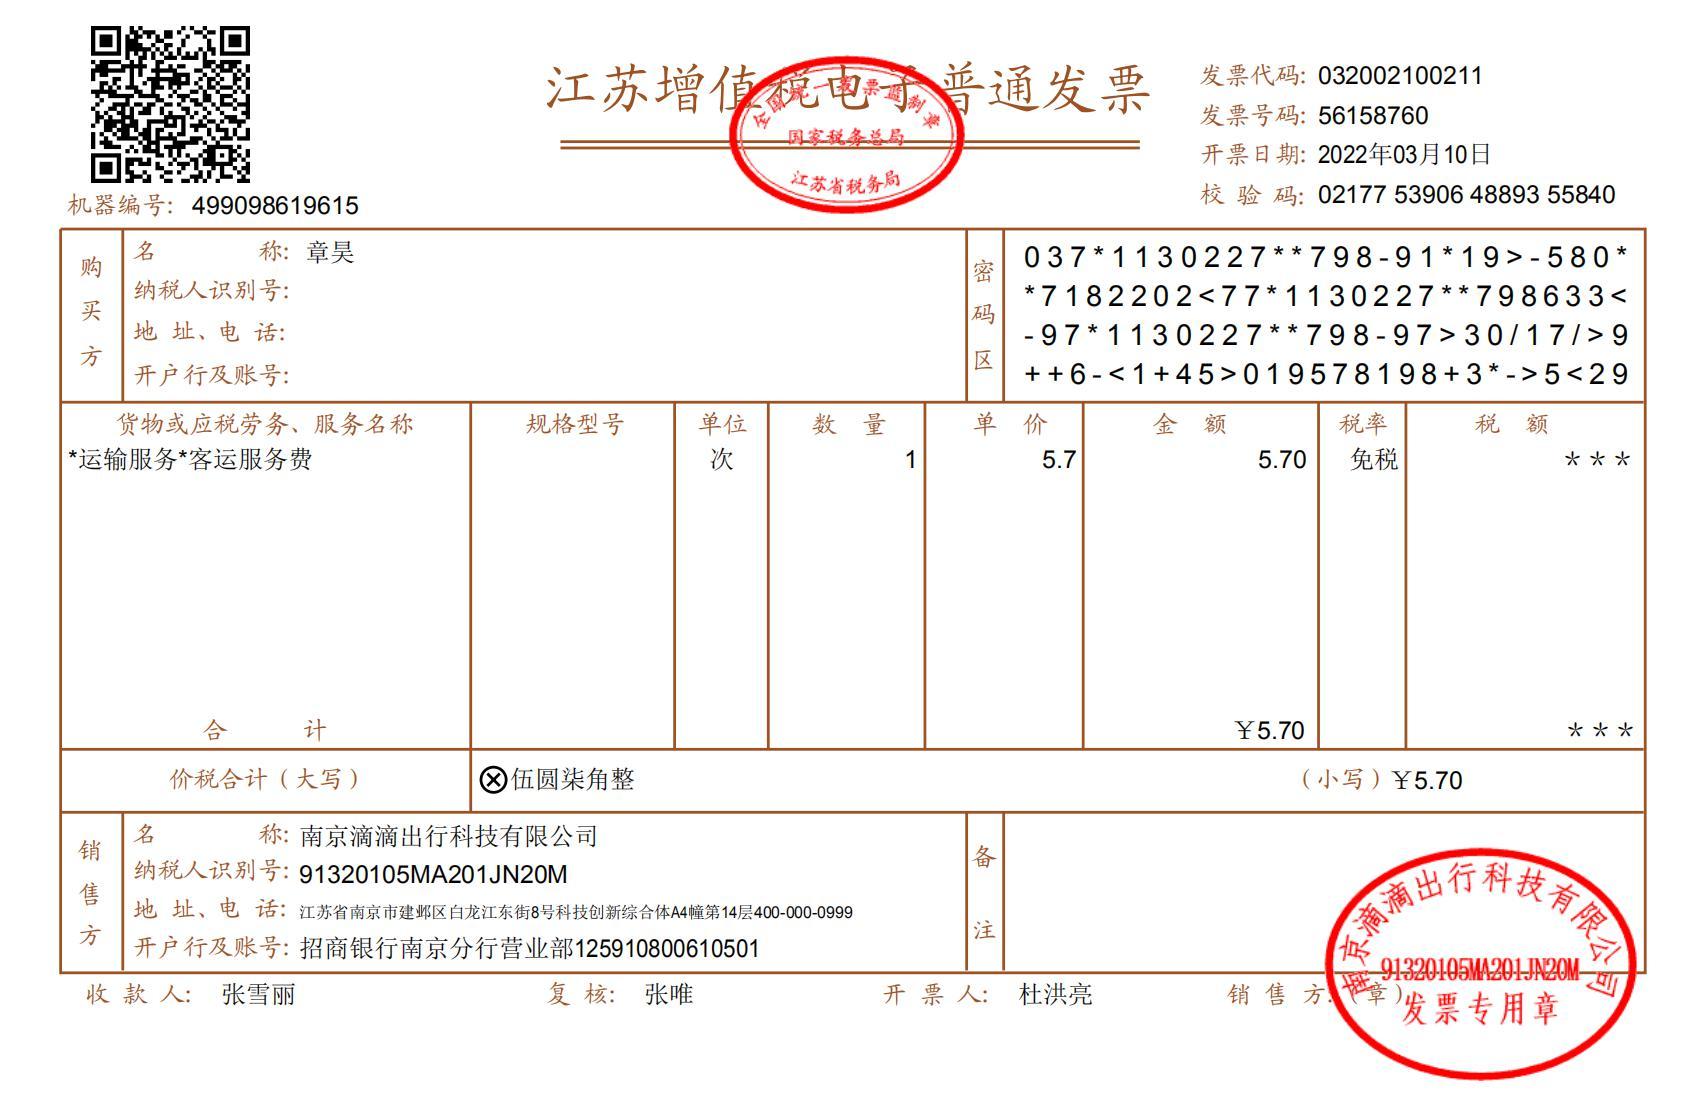 江苏增值税电子普通发票
全国统一发票监制章
国家税务总局
江苏省税务局
发票代码: 032002100211
发票号码: 56158760
开票日期: 2022年03月10日
校 验 码: 02177 53906 48893 55840
机器编号: 499098619615
购买方
名 称: 章昊
纳税人识别号:
地 址、电 话:
开户行及账号:
密码区
037*1130227**798-91*19>-580*
*7182202<77*1130227**798633<
-97*1130227**798-97>30/17/>9
++6-<1+45>019578198+3*->5<29
货物或应税劳务、服务名称 规格型号 单位 数 量 单 价 金 额 税率 税 额
*运输服务*客运服务费 次 1 5.7 5.70 免税 ***
合 计 ¥5.70 ***
价税合计（大写） ⊗伍圆柒角整 （小写）¥5.70
销售方
名 称: 南京滴滴出行科技有限公司
纳税人识别号: 91320105MA201JN20M
地 址、电 话: 江苏省南京市建邺区白龙江东街8号科技创新综合体A4幢第14层400-000-0999
开户行及账号: 招商银行南京分行营业部125910800610501
备注
收 款 人: 张雪丽 复 核: 张唯 开 票 人: 杜洪亮 销 售 方:（章）
南京滴滴出行科技有限公司
91320105MA201JN20M
发票专用章